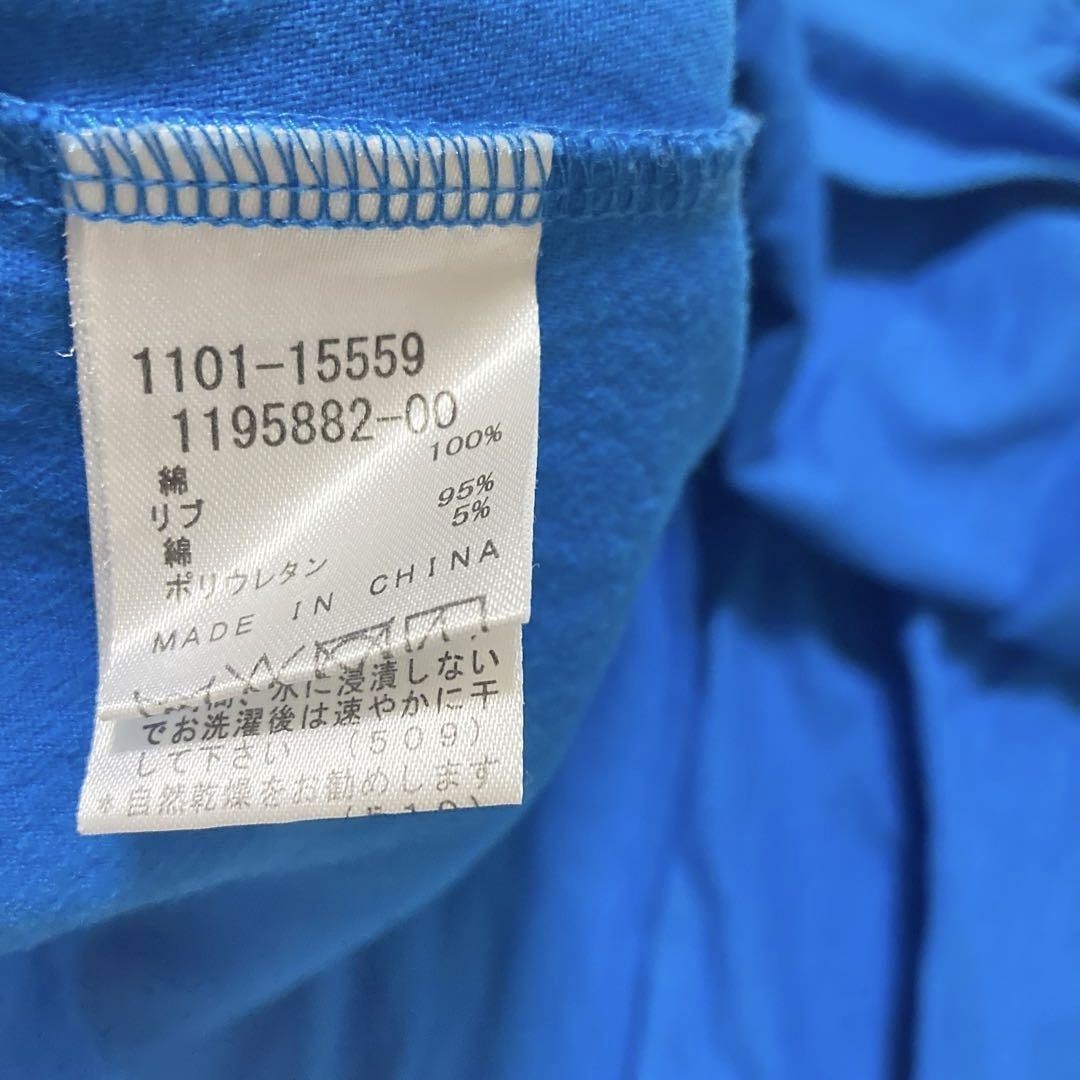 1101-15559
1195882-00
綿 100%
リブ
綿 95%
ポリウレタン 5%
MADE IN CHINA
水に浸漬しない
でお洗濯後は速やかに干
して下さい (509)
*自然乾燥をお勧めします